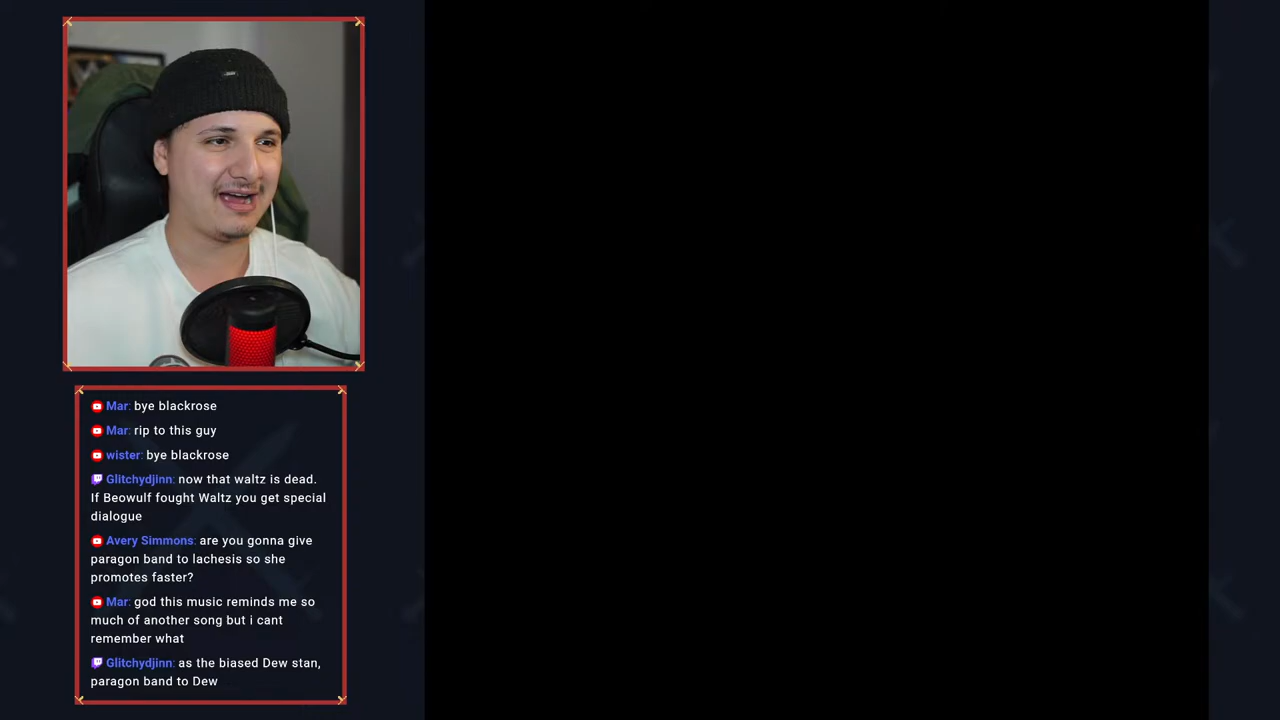 Mar: bye blackrose
Mar: rip to this guy
wister: bye blackrose
Glitchydjinn: now that waltz is dead.
If Beowulf fought Waltz you get special
dialogue
Avery Simmons: are you gonna give
paragon band to lachesis so she
promotes faster?
Mar: god this music reminds me so
much of another song but i cant
remember what
Glitchydjinn: as the biased Dew stan,
paragon band to Dew